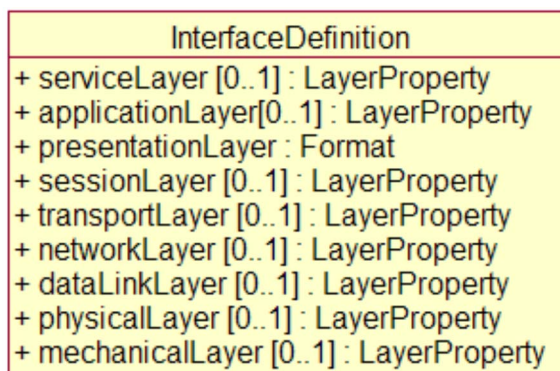 InterfaceDefinition
+ serviceLayer [0..1] : LayerProperty
+ applicationLayer[0..1] : LayerProperty
+ presentationLayer : Format
+ sessionLayer [0..1] : LayerProperty
+ transportLayer [0..1] : LayerProperty
+ networkLayer [0..1] : LayerProperty
+ dataLinkLayer [0..1] : LayerProperty
+ physicalLayer [0..1] : LayerProperty
+ mechanicalLayer [0..1] : LayerProperty